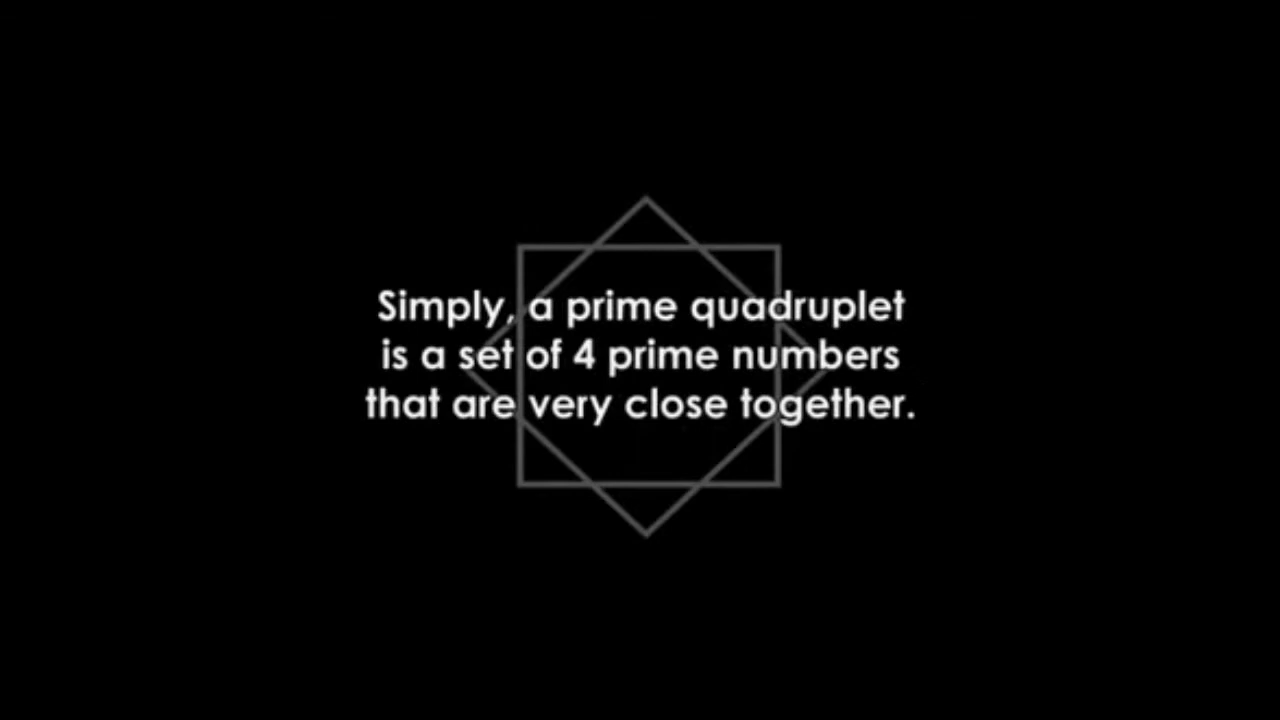 Simply, a prime quadruplet
is a set of 4 prime numbers
that are very close together.